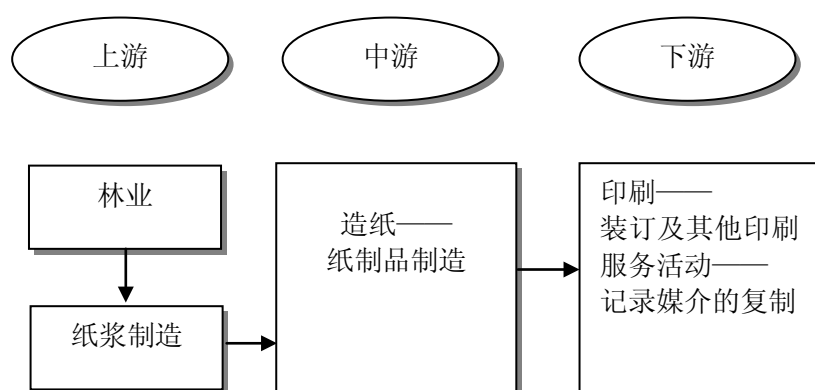 上游
中游
下游
林业
纸浆制造
造纸——
纸制品制造
印刷——
装订及其他印刷
服务活动——
记录媒介的复制